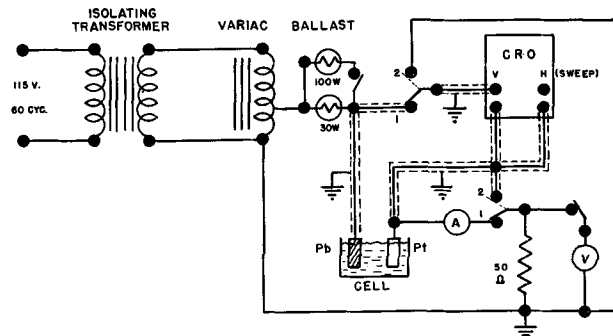 ISOLATING
TRANSFORMER
VARIAC
BALLAST
115 V.
60 CYC.
100W
30W
2
1
CRO
V
H
(SWEEP)
Pb
Pt
CELL
A
2
1
50
Ω
V